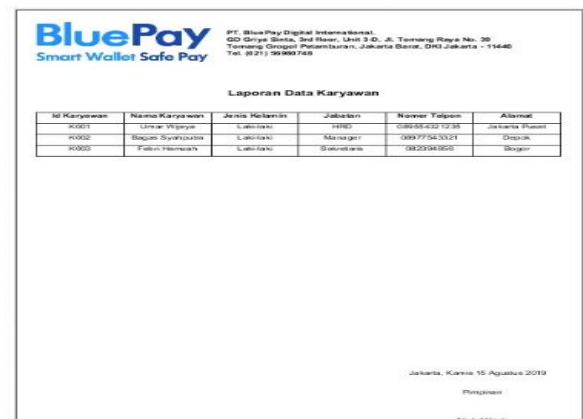 BluePay
Smart Wallet Safe Pay
PT. BluePay Digital International.
GD Griya Sinta, 3rd floor, Unit 3-D, Jl. Tomang Raya No. 39
Tomang Grogol Petamburan, Jakarta Barat, DKI Jakarta - 11440
Tel. (021) 56980748
Laporan Data Karyawan
Id Karyawan Nama Karyawan Jenis Kelamin Jabatan Nomer Telpon Alamat
K001 Umar Wijaya Laki-laki HRD 089554321235 Jakarta Pusat
K002 Bagas Syahputra Laki-laki Manager 08977543321 Depok
K003 Febri Hamzah Laki-laki Sekretaris 082394956 Bogor
Jakarta, Kamis 15 Agustus 2019
Pimpinan